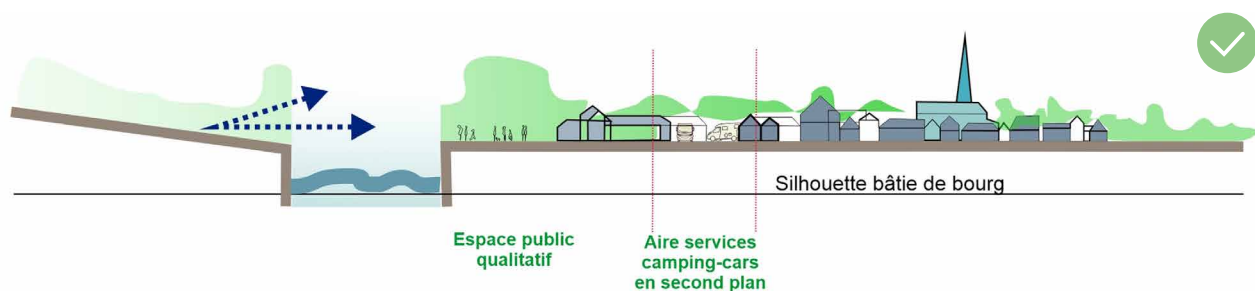 Silhouette bâtie de bourg
Espace public
qualitatif
Aire services
camping-cars
en second plan